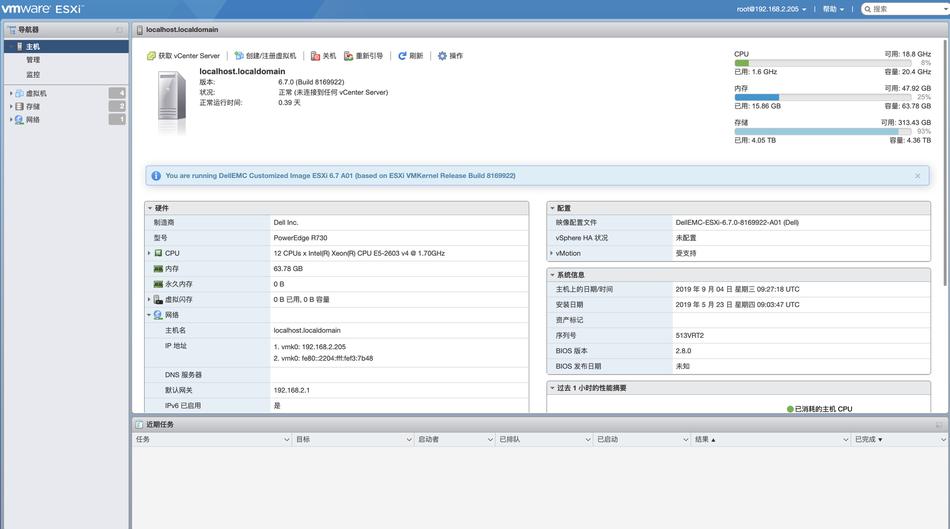 vmware ESXi™
root@192.168.2.205 | 帮助 | 搜索
导航器
主机
管理
监控
虚拟机 4
存储 2
网络 1
localhost.localdomain
获取 vCenter Server | 创建/注册虚拟机 | 关机 重新引导 | 刷新 | 操作
localhost.localdomain
版本: 6.7.0 (Build 8169922)
状况: 正常 (未连接到任何 vCenter Server)
正常运行时间: 0.39 天
CPU 可用: 18.8 GHz
8%
已用: 1.6 GHz 容量: 20.4 GHz
内存 可用: 47.92 GB
25%
已用: 15.86 GB 容量: 63.78 GB
存储 可用: 313.43 GB
93%
已用: 4.05 TB 容量: 4.36 TB
You are running DellEMC Customized Image ESXi 6.7 A01 (based on ESXi VMKernel Release Build 8169922)
硬件
制造商 Dell Inc.
型号 PowerEdge R730
CPU 12 CPUs x Intel(R) Xeon(R) CPU E5-2603 v4 @ 1.70GHz
内存 63.78 GB
永久内存 0 B
虚拟闪存 0 B 已用, 0 B 容量
网络
主机名 localhost.localdomain
IP 地址 1. vmk0: 192.168.2.205
2. vmk0: fe80::2204:fff:fef3:7b48
DNS 服务器
默认网关 192.168.2.1
IPv6 已启用 是
配置
映像配置文件 DellEMC-ESXi-6.7.0-8169922-A01 (Dell)
vSphere HA 状况 未配置
vMotion 受支持
系统信息
主机上的日期/时间 2019 年 9 月 04 日 星期三 09:27:18 UTC
安装日期 2019 年 5 月 23 日 星期四 09:03:47 UTC
资产标记
序列号 513VRT2
BIOS 版本 2.8.0
BIOS 发布日期 未知
过去 1 小时的性能摘要
已消耗的主机 CPU
近期任务
任务 目标 启动者 已排队 已启动 结果 ▲ 已完成 ▼